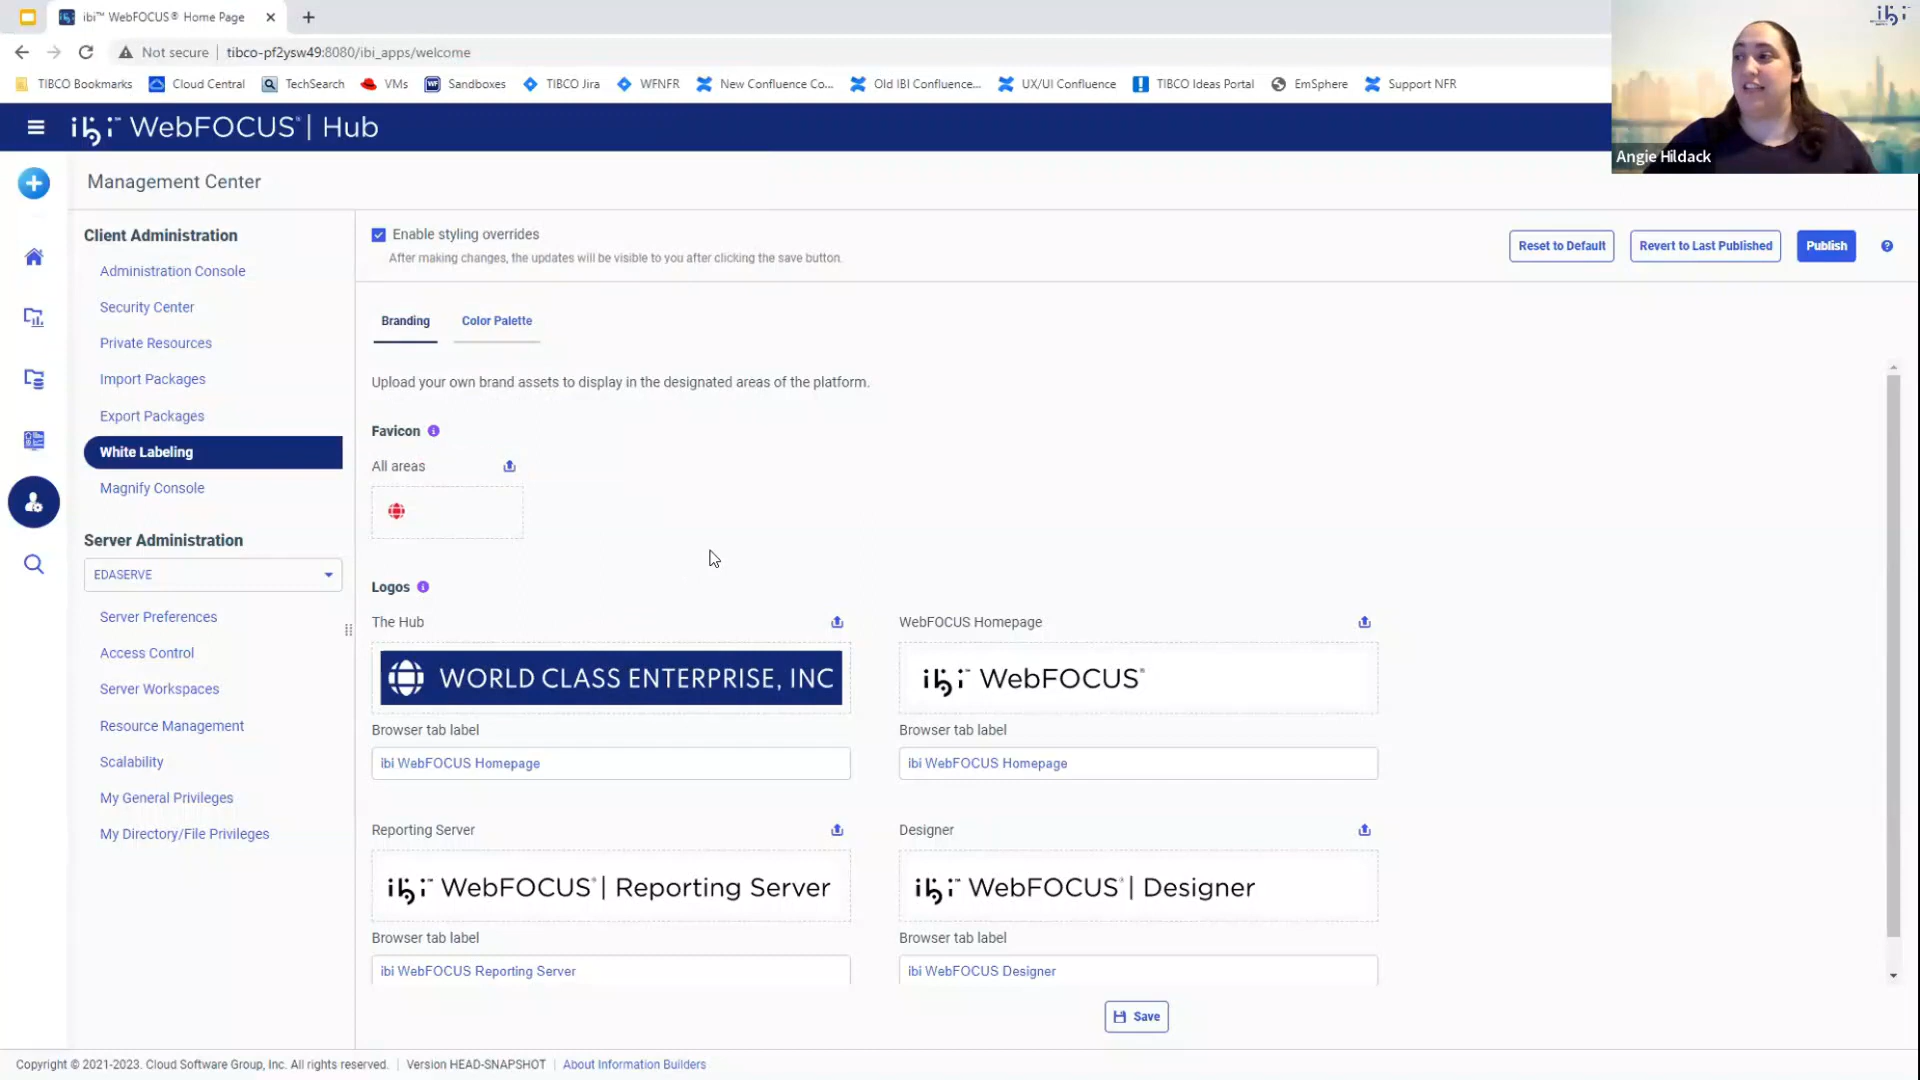 ibi™ WebFOCUS® Home Page
Not secure | tibco-pf2ysw49:8080/ibi_apps/welcome
TIBCO Bookmarks Cloud Central TechSearch VMs Sandboxes TIBCO Jira WFNFR New Confluence Co... Old IBI Confluence... UX/UI Confluence TIBCO Ideas Portal EmSphere Support NFR
ibi™ WebFOCUS® | Hub
ibi
Angie Hildack
Management Center
Client Administration
Administration Console
Security Center
Private Resources
Import Packages
Export Packages
White Labeling
Magnify Console
Server Administration
EDASERVE
Server Preferences
Access Control
Server Workspaces
Resource Management
Scalability
My General Privileges
My Directory/File Privileges
Enable styling overrides
After making changes, the updates will be visible to you after clicking the save button.
Reset to Default Revert to Last Published Publish
Branding Color Palette
Upload your own brand assets to display in the designated areas of the platform.
Favicon
All areas
Logos
The Hub
WORLD CLASS ENTERPRISE, INC
Browser tab label
ibi WebFOCUS Homepage
WebFOCUS Homepage
ibi™ WebFOCUS®
Browser tab label
ibi WebFOCUS Homepage
Reporting Server
ibi™ WebFOCUS® | Reporting Server
Browser tab label
ibi WebFOCUS Reporting Server
Designer
ibi™ WebFOCUS® | Designer
Browser tab label
ibi WebFOCUS Designer
Save
Copyright © 2021-2023. Cloud Software Group, Inc. All rights reserved. | Version HEAD-SNAPSHOT | About Information Builders